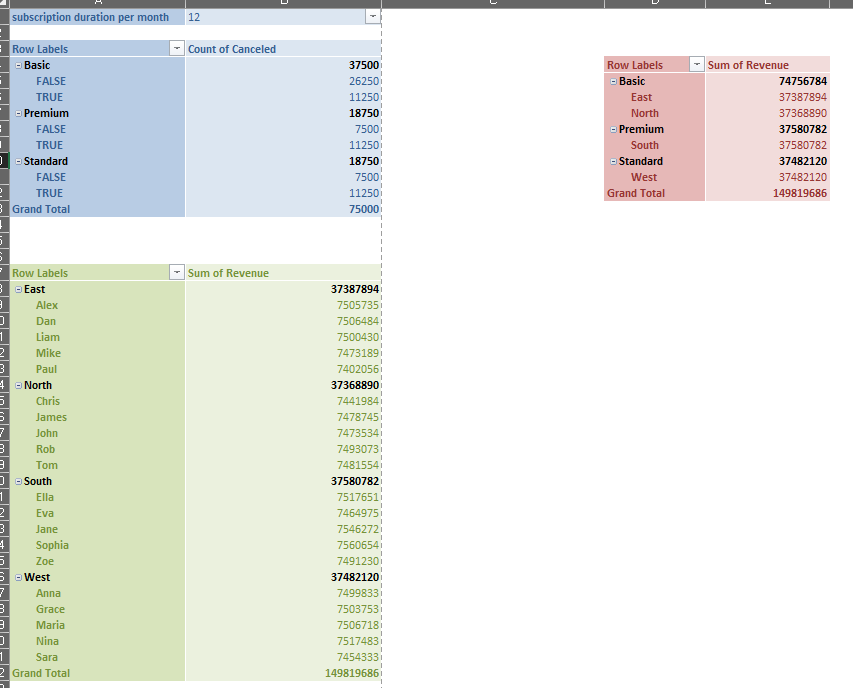 subscription duration per month 12
Row Labels Count of Canceled
Basic 37500
FALSE 26250
TRUE 11250
Premium 18750
FALSE 7500
TRUE 11250
Standard 18750
FALSE 7500
TRUE 11250
Grand Total 75000
Row Labels Sum of Revenue
Basic 74756784
East 37387894
North 37368890
Premium 37580782
South 37580782
Standard 37482120
West 37482120
Grand Total 149819686
Row Labels Sum of Revenue
East 37387894
Alex 7505735
Dan 7506484
Liam 7500430
Mike 7473189
Paul 7402056
North 37368890
Chris 7441984
James 7478745
John 7473534
Rob 7493073
Tom 7481554
South 37580782
Ella 7517651
Eva 7464975
Jane 7546272
Sophia 7560654
Zoe 7491230
West 37482120
Anna 7499833
Grace 7503753
Maria 7506718
Nina 7517483
Sara 7454333
Grand Total 149819686